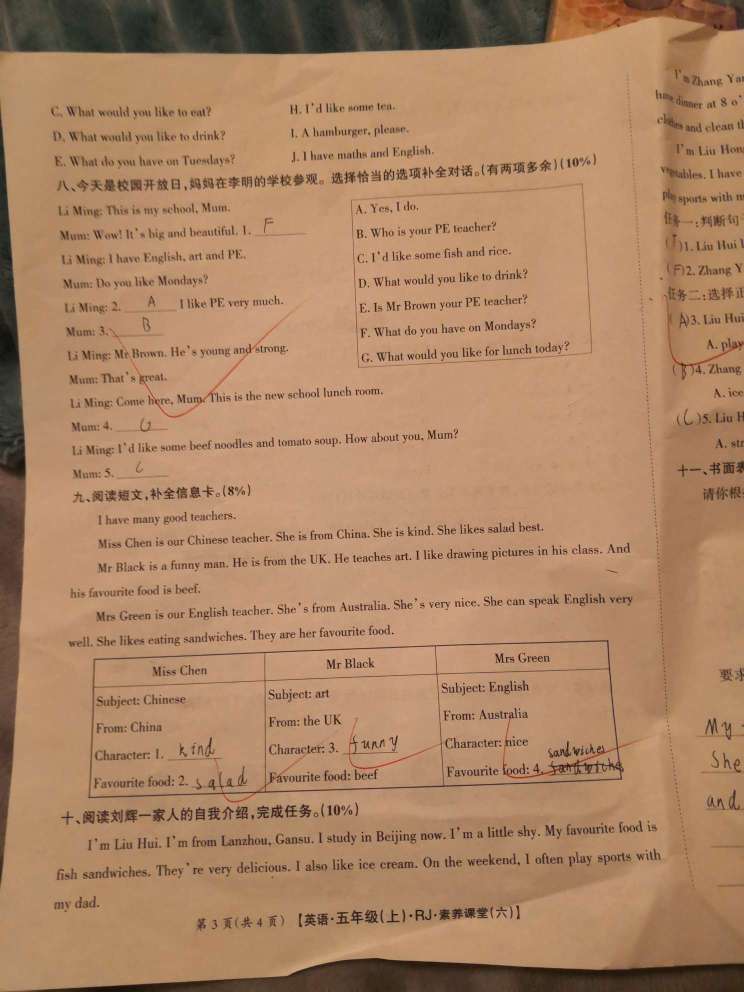 C. What would you like to eat? H. I'd like some tea.
D. What would you like to drink? I. A hamburger, please.
E. What do you have on Tuesdays? J. I have maths and English.
八、今天是校园开放日,妈妈在李明的学校参观。选择恰当的选项补全对话。(有两项多余)(10%)
Li Ming: This is my school, Mum.
Mum: Wow! It's big and beautiful. 1. F
Li Ming: I have English, art and PE.
Mum: Do you like Mondays?
Li Ming: 2. A I like PE very much.
Mum: 3. B
Li Ming: Mr Brown. He's young and strong.
Mum: That's great.
Li Ming: Come here, Mum. This is the new school lunch room.
Mum: 4. G
Li Ming: I'd like some beef noodles and tomato soup. How about you, Mum?
Mum: 5. C
A. Yes, I do.
B. Who is your PE teacher?
C. I'd like some fish and rice.
D. What would you like to drink?
E. Is Mr Brown your PE teacher?
F. What do you have on Mondays?
G. What would you like for lunch today?
九、阅读短文,补全信息卡。(8%)
I have many good teachers.
Miss Chen is our Chinese teacher. She is from China. She is kind. She likes salad best.
Mr Black is a funny man. He is from the UK. He teaches art. I like drawing pictures in his class. And
his favourite food is beef.
Mrs Green is our English teacher. She's from Australia. She's very nice. She can speak English very
well. She likes eating sandwiches. They are her favourite food.
Miss Chen Mr Black Mrs Green
Subject: Chinese Subject: art Subject: English
From: China From: the UK From: Australia
Character: 1. kind Character: 3. funny Character: nice
Favourite food: 2. salad Favourite food: beef Favourite food: 4. sandwiches
十、阅读刘辉一家人的自我介绍,完成任务。(10%)
I'm Liu Hui. I'm from Lanzhou, Gansu. I study in Beijing now. I'm a little shy. My favourite food is
fish sandwiches. They're very delicious. I also like ice cream. On the weekend, I often play sports with
my dad.
第3页(共4页) 【英语·五年级(上)·RJ·素养课堂(六)】
I'm Zhang
have dinner at 8
clothes and clean
I'm Liu
vegetables. I have
play sports with
任务一:判断句
(T)1. Liu Hui
(F)2. Zhang
任务二:选择
(A)3. Liu Hui
A. play
(B)4. Zhang
A. ice
(C)5. Liu
A.
十一、书面
请你根
要求
My
She
and